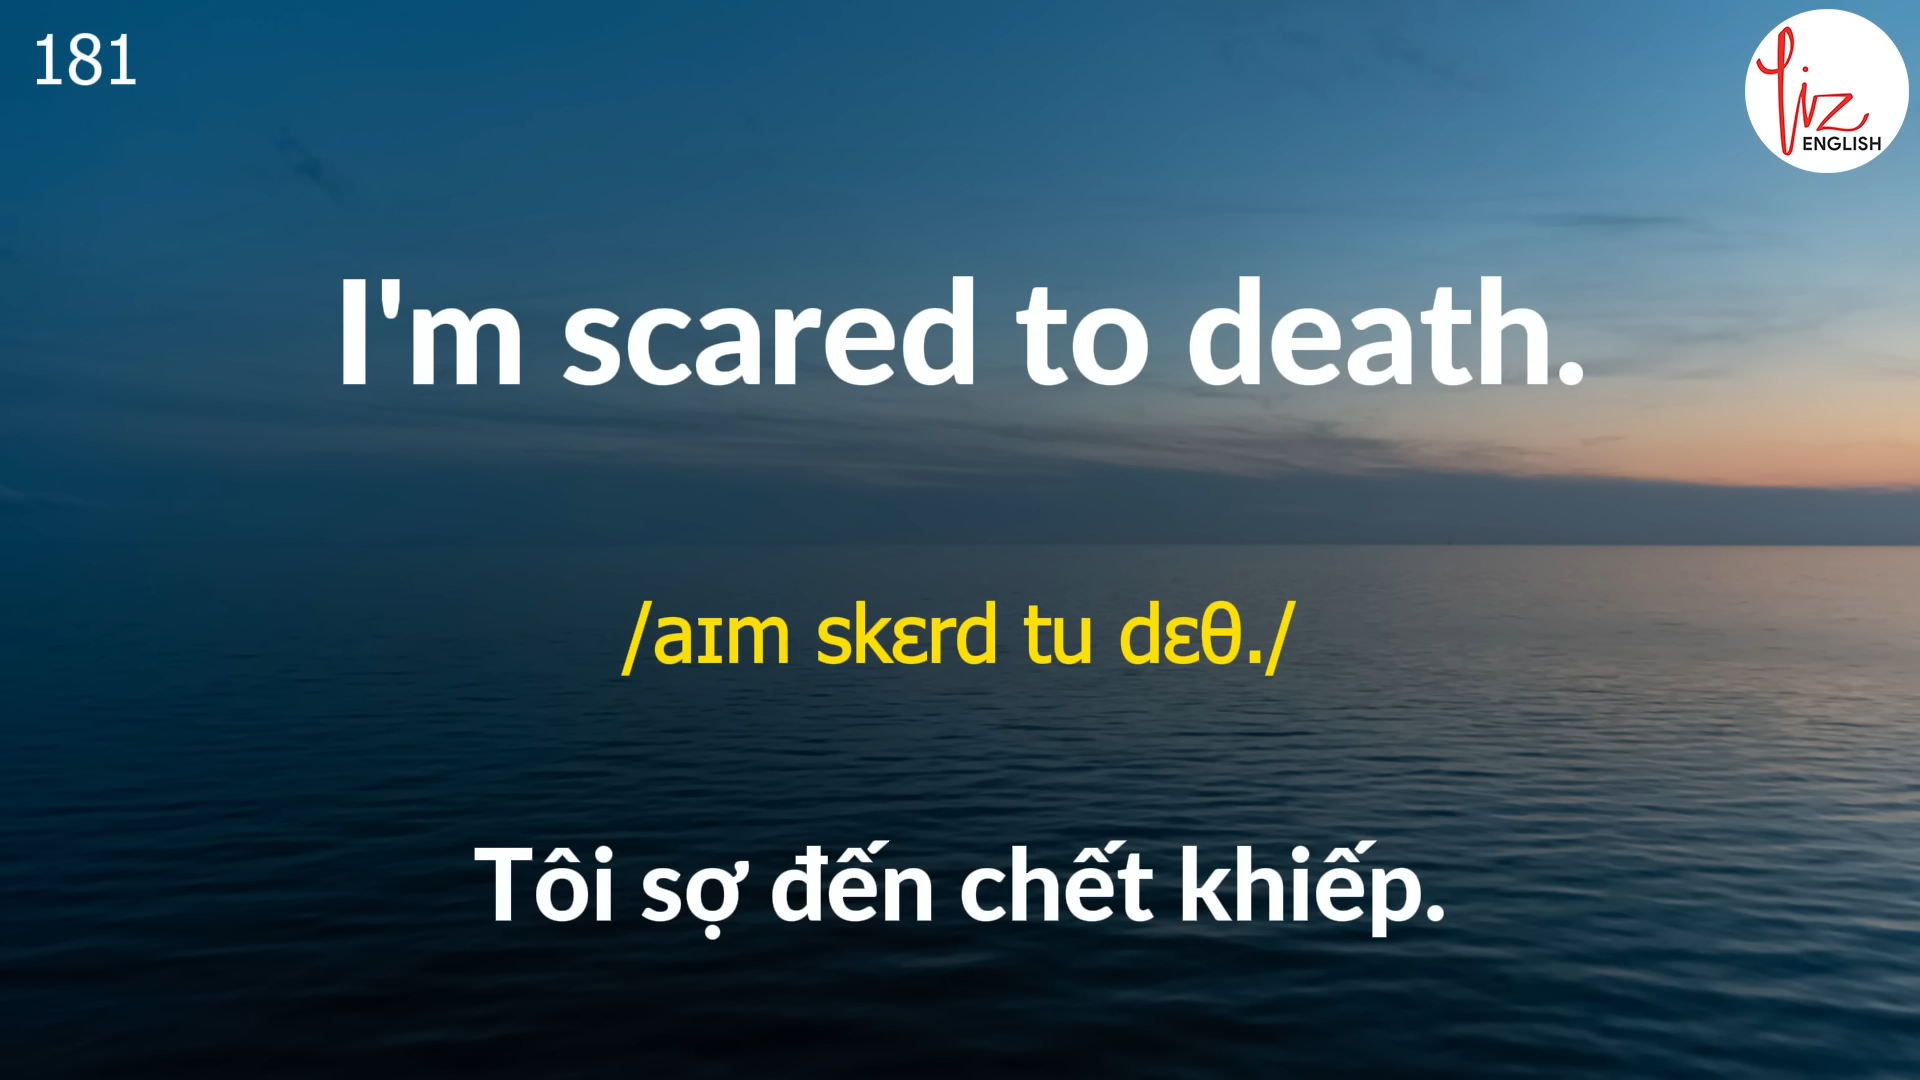 181
Liz
ENGLISH
I'm scared to death.
/aɪm skɛrd tu dɛθ./
Tôi sợ đến chết khiếp.